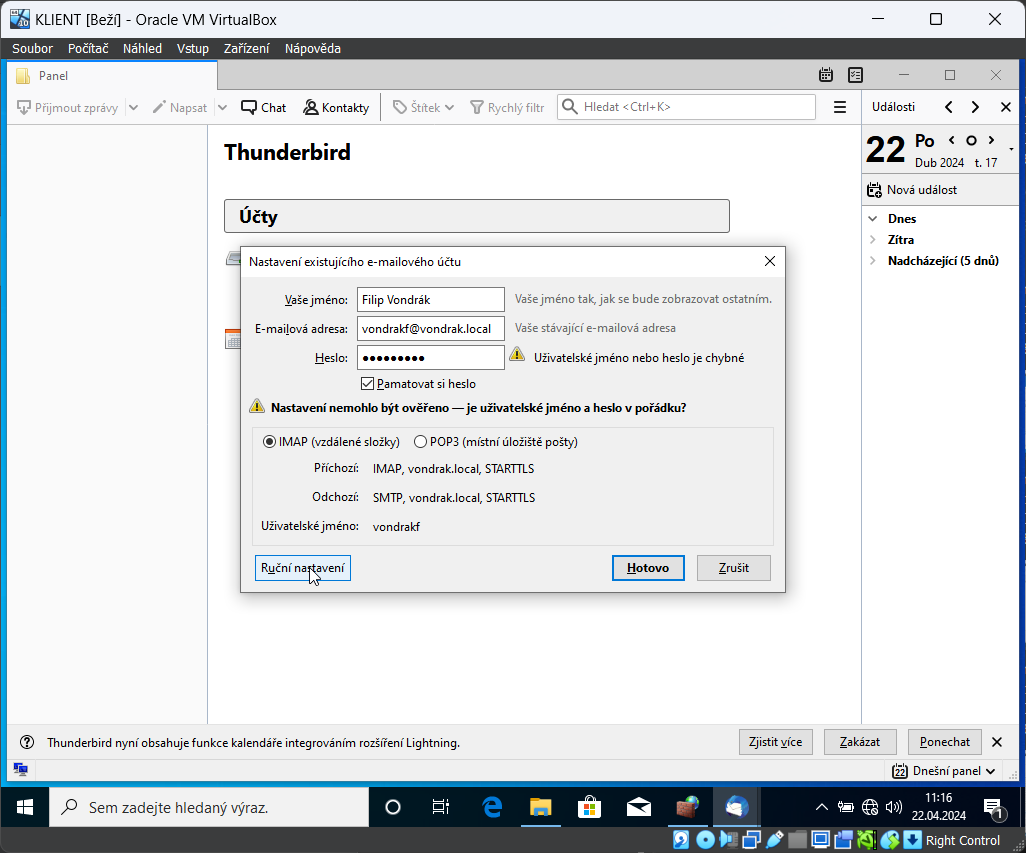 KLIENT [Beží] - Oracle VM VirtualBox
Soubor Počítač Náhled Vstup Zařízení Nápověda
Panel
Přijmout zprávy Napsat Chat Kontakty Štítek Rychlý filtr Hledat <Ctrl+K>
Události
Thunderbird
22 Po
Dub 2024 t. 17
Nová událost
Účty
Dnes
Zítra
Nadcházející (5 dnů)
Nastavení existujícího e-mailového účtu
Vaše jméno: Filip Vondrák Vaše jméno tak, jak se bude zobrazovat ostatním.
E-mailová adresa: vondrakf@vondrak.local Vaše stávající e-mailová adresa
Heslo: ●●●●●●●●● Uživatelské jméno nebo heslo je chybné
Pamatovat si heslo
Nastavení nemohlo být ověřeno — je uživatelské jméno a heslo v pořádku?
IMAP (vzdálené složky) POP3 (místní úložiště pošty)
Příchozí: IMAP, vondrak.local, STARTTLS
Odchozí: SMTP, vondrak.local, STARTTLS
Uživatelské jméno: vondrakf
Ruční nastavení Hotovo Zrušit
Thunderbird nyní obsahuje funkce kalendáře integrováním rozšíření Lightning. Zjistit více Zakázat Ponechat
22 Dnešní panel
Sem zadejte hledaný výraz.
11:16
22.04.2024
1
Right Control